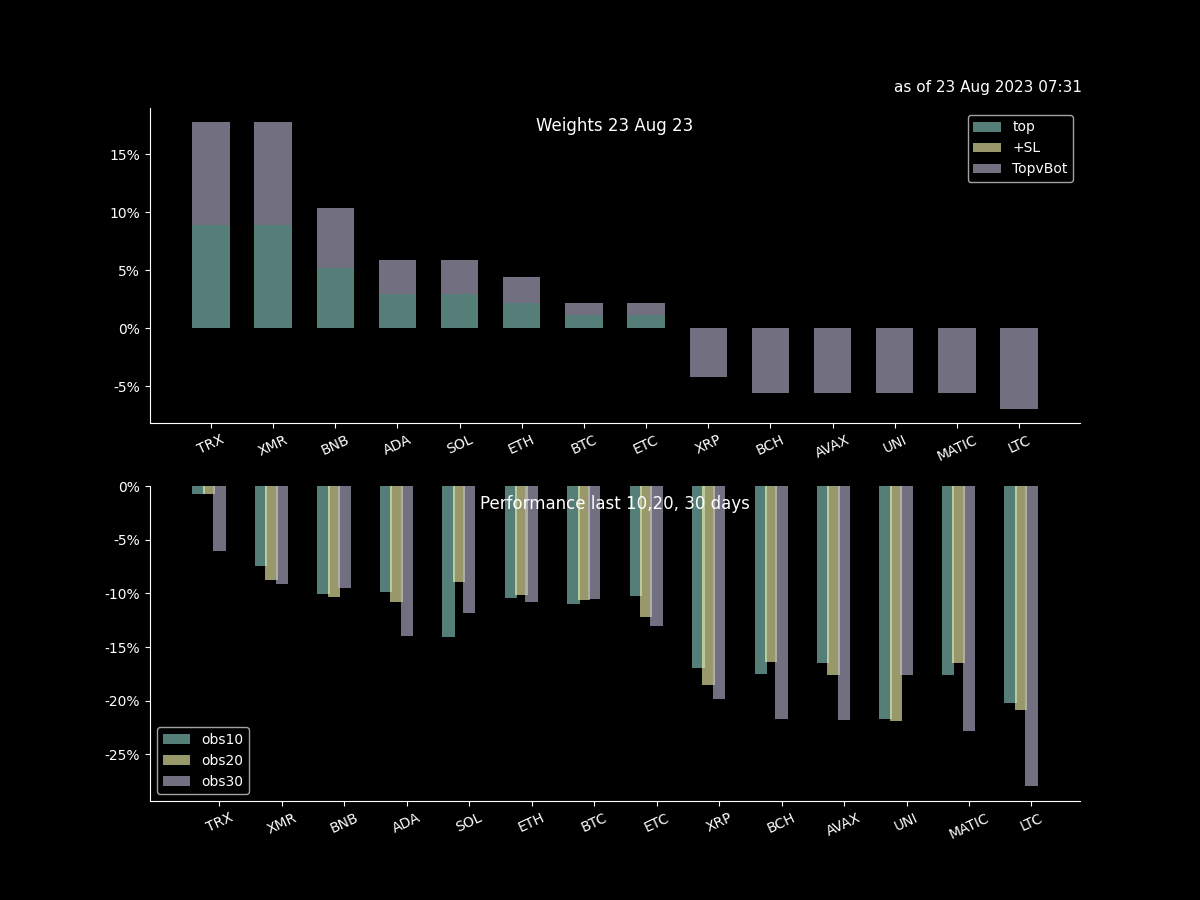 as of 23 Aug 2023 07:31
Weights 23 Aug 23
top
+SL
TopvBot
15%
10%
5%
0%
-5%
TRX XMR BNB ADA SOL ETH BTC ETC XRP BCH AVAX UNI MATIC LTC
Performance last 10,20, 30 days
0%
-5%
-10%
-15%
-20%
-25%
obs10
obs20
obs30
TRX XMR BNB ADA SOL ETH BTC ETC XRP BCH AVAX UNI MATIC LTC